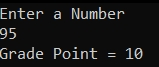 Enter a Number
95
Grade Point = 10